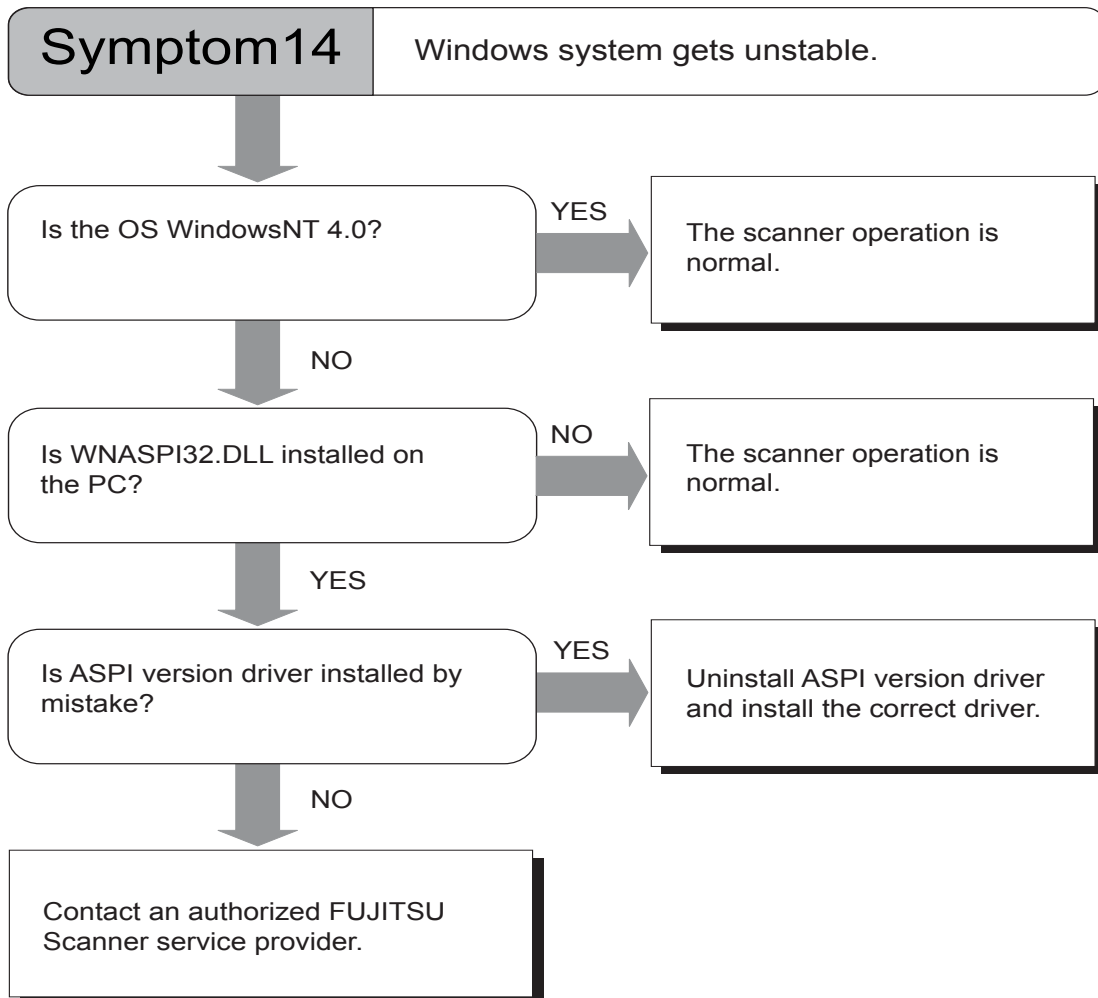 Symptom14
Windows system gets unstable.
Is the OS WindowsNT 4.0?
YES
The scanner operation is
normal.
NO
Is WNASPI32.DLL installed on
the PC?
NO
The scanner operation is
normal.
YES
Is ASPI version driver installed by
mistake?
YES
Uninstall ASPI version driver
and install the correct driver.
NO
Contact an authorized FUJITSU
Scanner service provider.